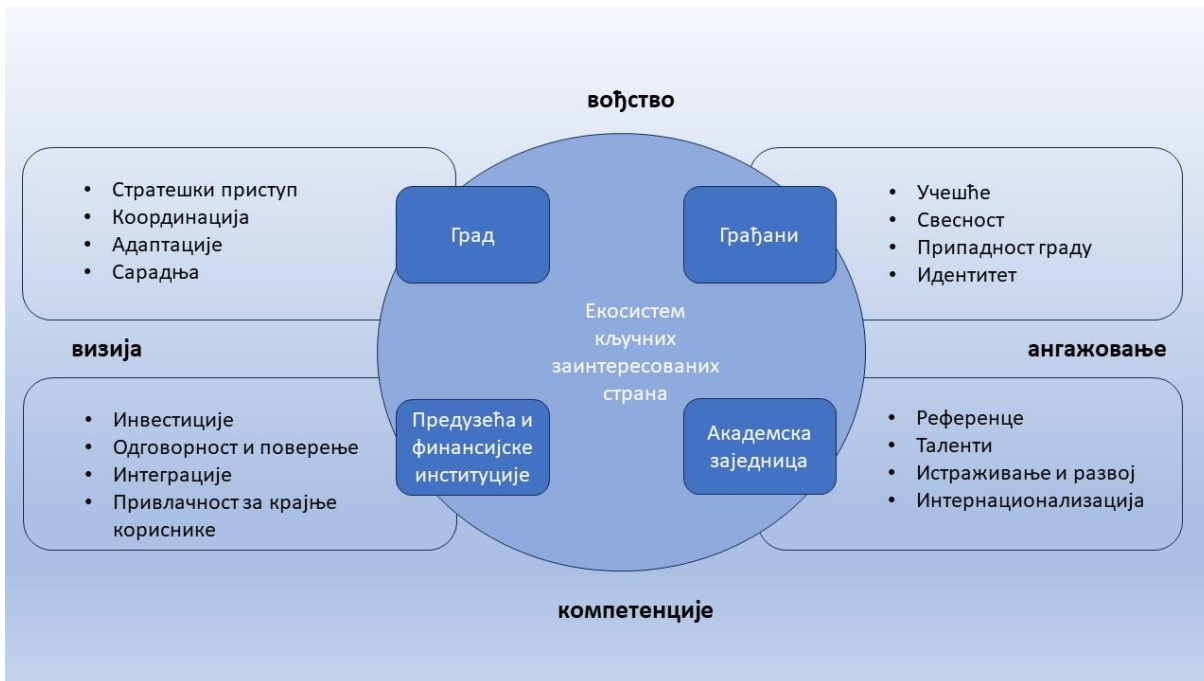 вођство
Стратешки приступ
Координација
Адаптације
Сарадња
Град
Грађани
Учешће
Свесност
Припадност граду
Идентитет
Екосистем
кључних
заинтересованих
страна
визија
ангажовање
Инвестиције
Одговорност и поверење
Интеграције
Привлачност за крајње
кориснике
Предузећа и
финансијске
институције
Академска
заједница
Референце
Таленти
Истраживање и развој
Интернационализација
компетенције